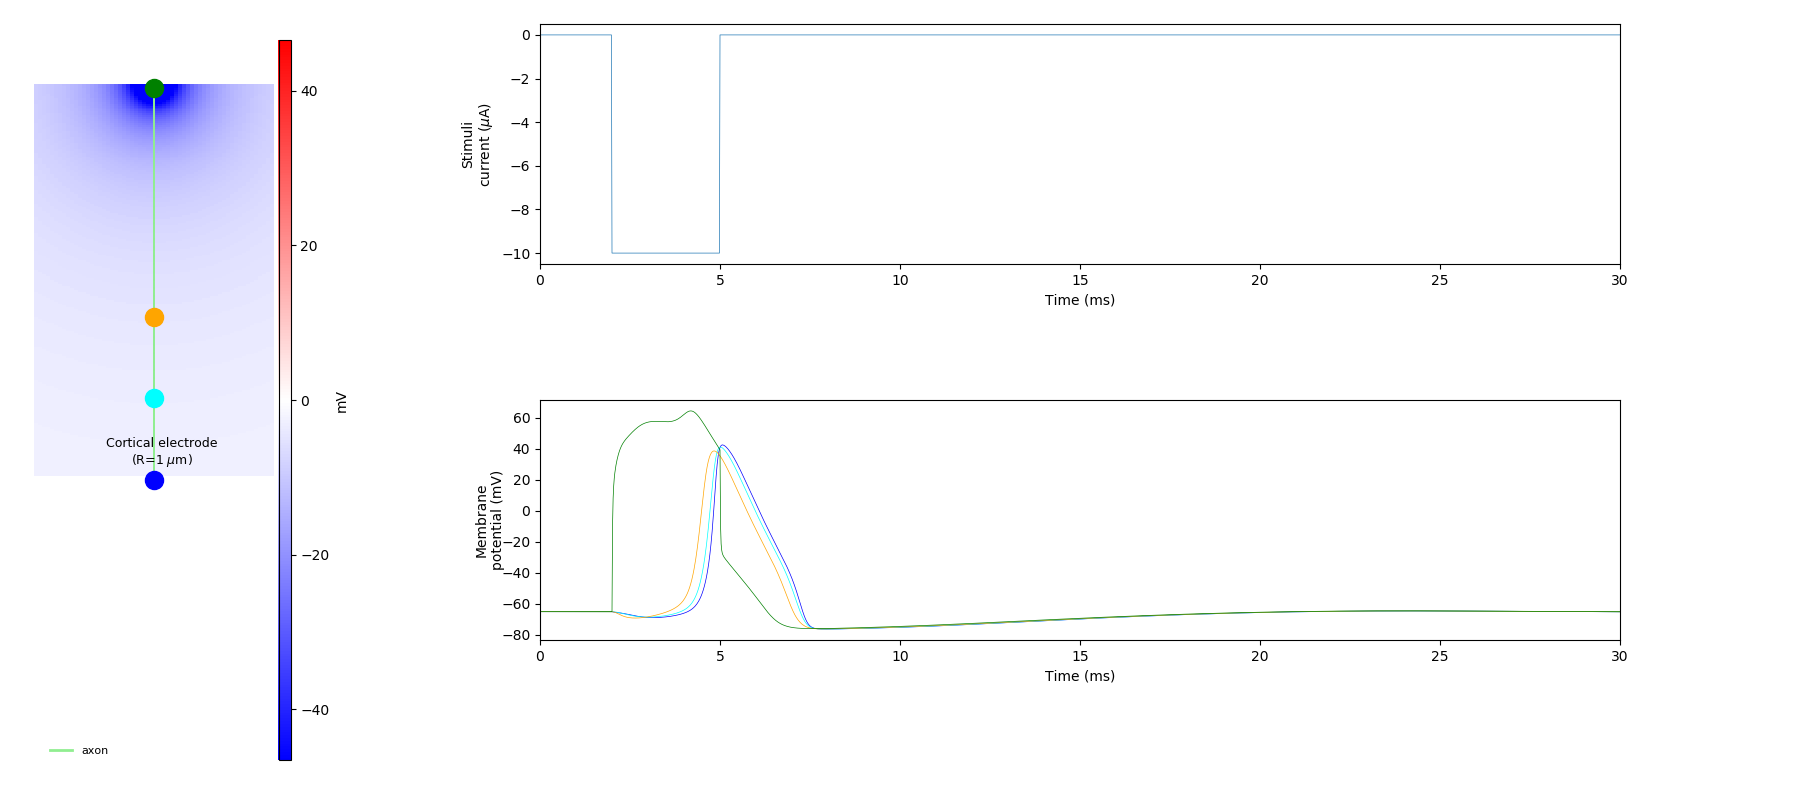 40
20
0
−20
−40
mV
Cortical electrode
(R=1 μm)
axon
Stimuli
current (μA)
0
−2
−4
−6
−8
−10
0 5 10 15 20 25 30
Time (ms)
Membrane
potential (mV)
60
40
20
0
−20
−40
−60
−80
0 5 10 15 20 25 30
Time (ms)